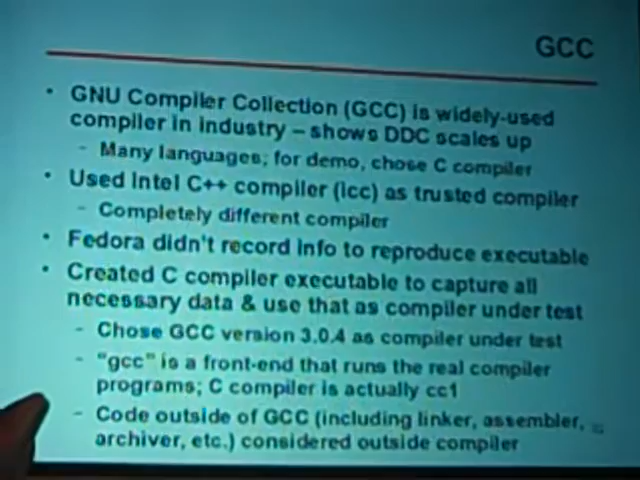 GCC
• GNU Compiler Collection (GCC) is widely-used
compiler in industry – shows DDC scales up
- Many languages; for demo, chose C compiler
• Used Intel C++ compiler (icc) as trusted compiler
- Completely different compiler
• Fedora didn't record info to reproduce executable
• Created C compiler executable to capture all
necessary data & use that as compiler under test
- Chose GCC version 3.0.4 as compiler under test
- "gcc" is a front-end that runs the real compiler
programs; C compiler is actually cc1
- Code outside of GCC (including linker, assembler,
archiver, etc.) considered outside compiler